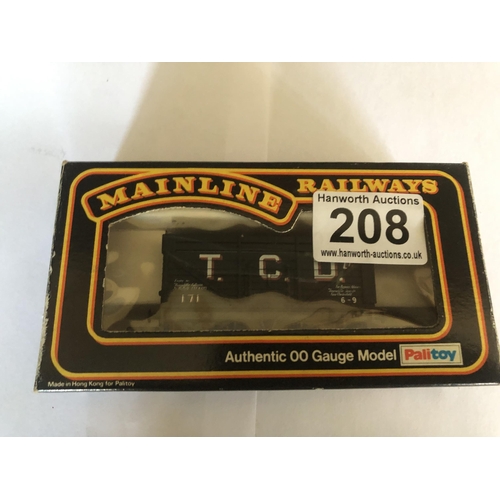 MAINLINE RAILWAYS
Hanworth Auctions
208
www.hanworth-auctions.co.uk
T. C. D.
171
6-9
Authentic 00 Gauge Model Palitoy
Made in Hong Kong for Palitoy